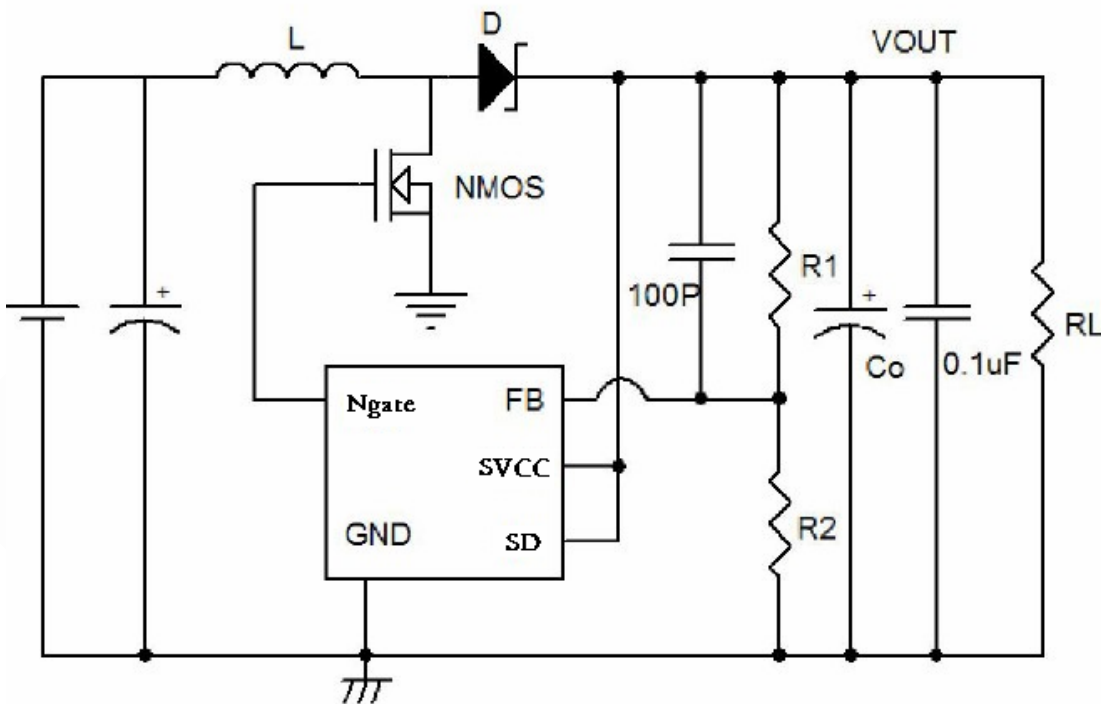 D
L
VOUT
NMOS
R1
100P
RL
Co
0.1uF
Ngate
FB
SVCC
R2
GND
SD
+
+